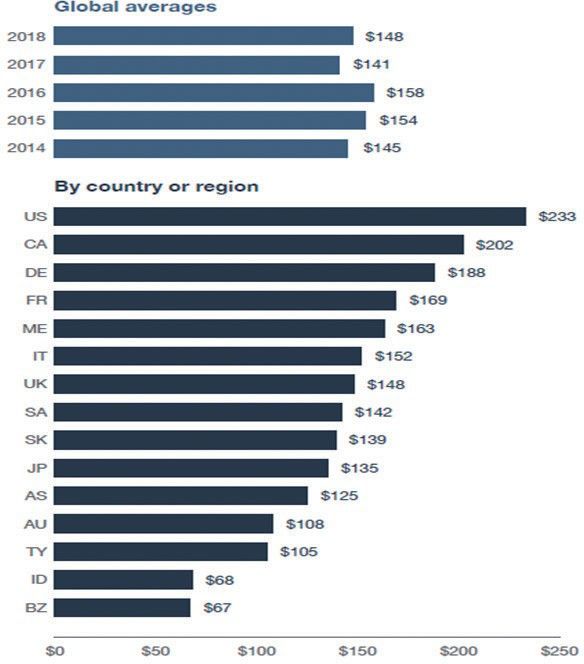 Global averages
2018 $148
2017 $141
2016 $158
2015 $154
2014 $145
By country or region
US $233
CA $202
DE $188
FR $169
ME $163
IT $152
UK $148
SA $142
SK $139
JP $135
AS $125
AU $108
TY $105
ID $68
BZ $67
$0 $50 $100 $150 $200 $250